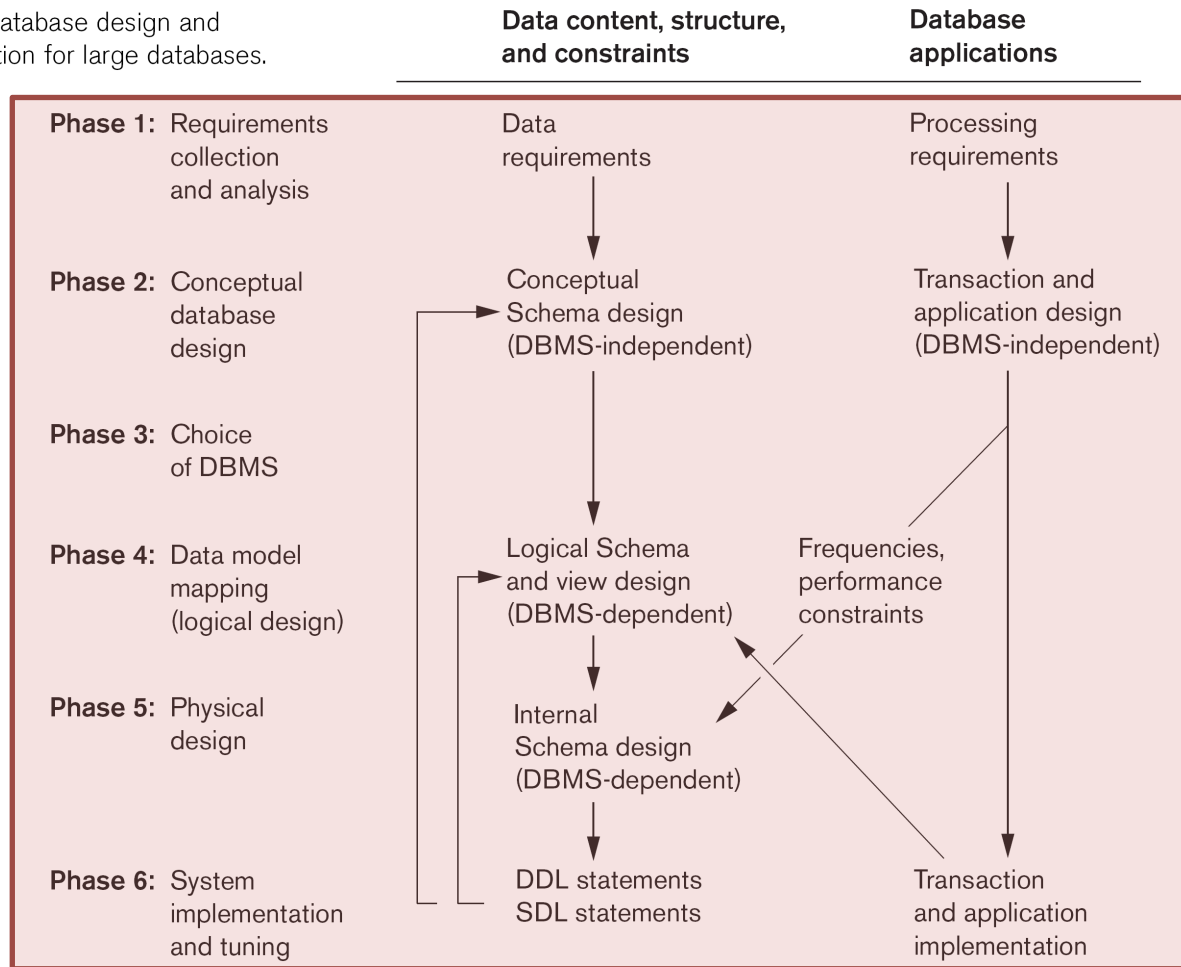 atabase design and
tion for large databases.
Data content, structure,
and constraints
Database
applications
Phase 1: Requirements
collection
and analysis
Data
requirements
Processing
requirements
Phase 2: Conceptual
database
design
Conceptual
Schema design
(DBMS-independent)
Transaction and
application design
(DBMS-independent)
Phase 3: Choice
of DBMS
Phase 4: Data model
mapping
(logical design)
Logical Schema
and view design
(DBMS-dependent)
Frequencies,
performance
constraints
Phase 5: Physical
design
Internal
Schema design
(DBMS-dependent)
Phase 6: System
implementation
and tuning
DDL statements
SDL statements
Transaction
and application
implementation